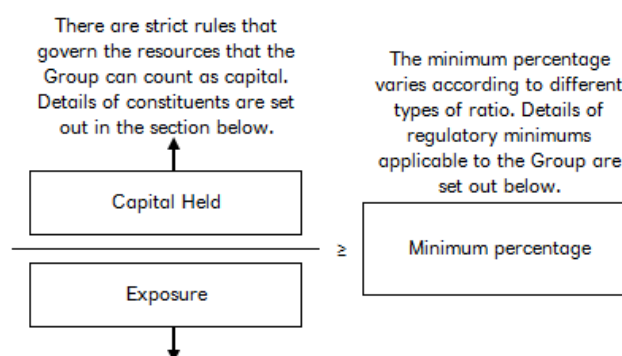 There are strict rules that
govern the resources that the
Group can count as capital.
Details of constituents are set
out in the section below.
Capital Held
Exposure
≥
The minimum percentage
varies according to different
types of ratio. Details of
regulatory minimums
applicable to the Group are
set out below.
Minimum percentage